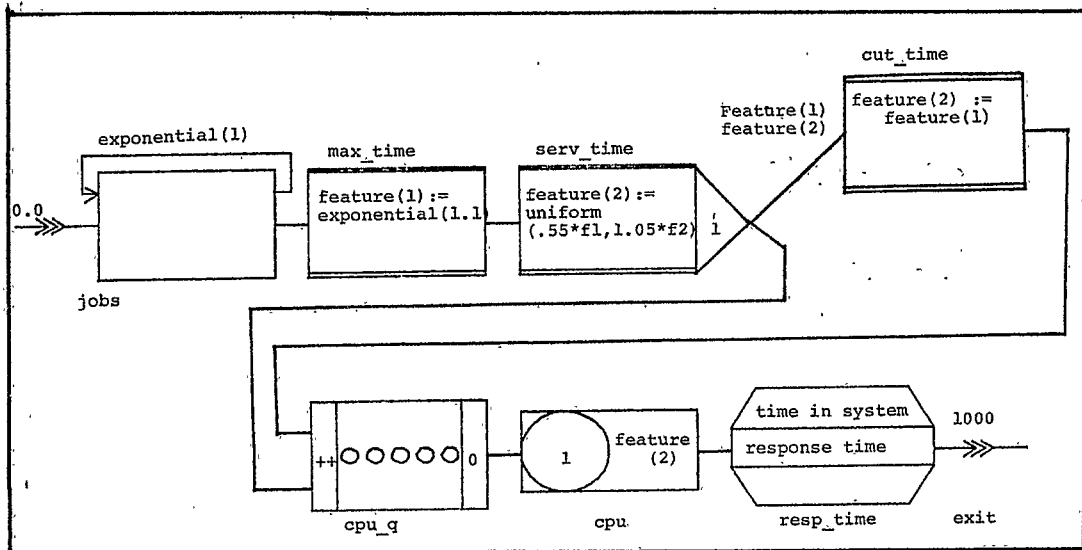 cut_time
feature(2) :=
feature(1)
Feature(1)
feature(2)
exponential(1)
max_time
serv_time
feature(1):=
exponential(1.1
feature(2):=
uniform
(.55*f1,1.05*f2)
1
0.0
jobs
++
0
cpu_q
1
feature
(2)
cpu
time in system
response time
resp_time
1000
exit